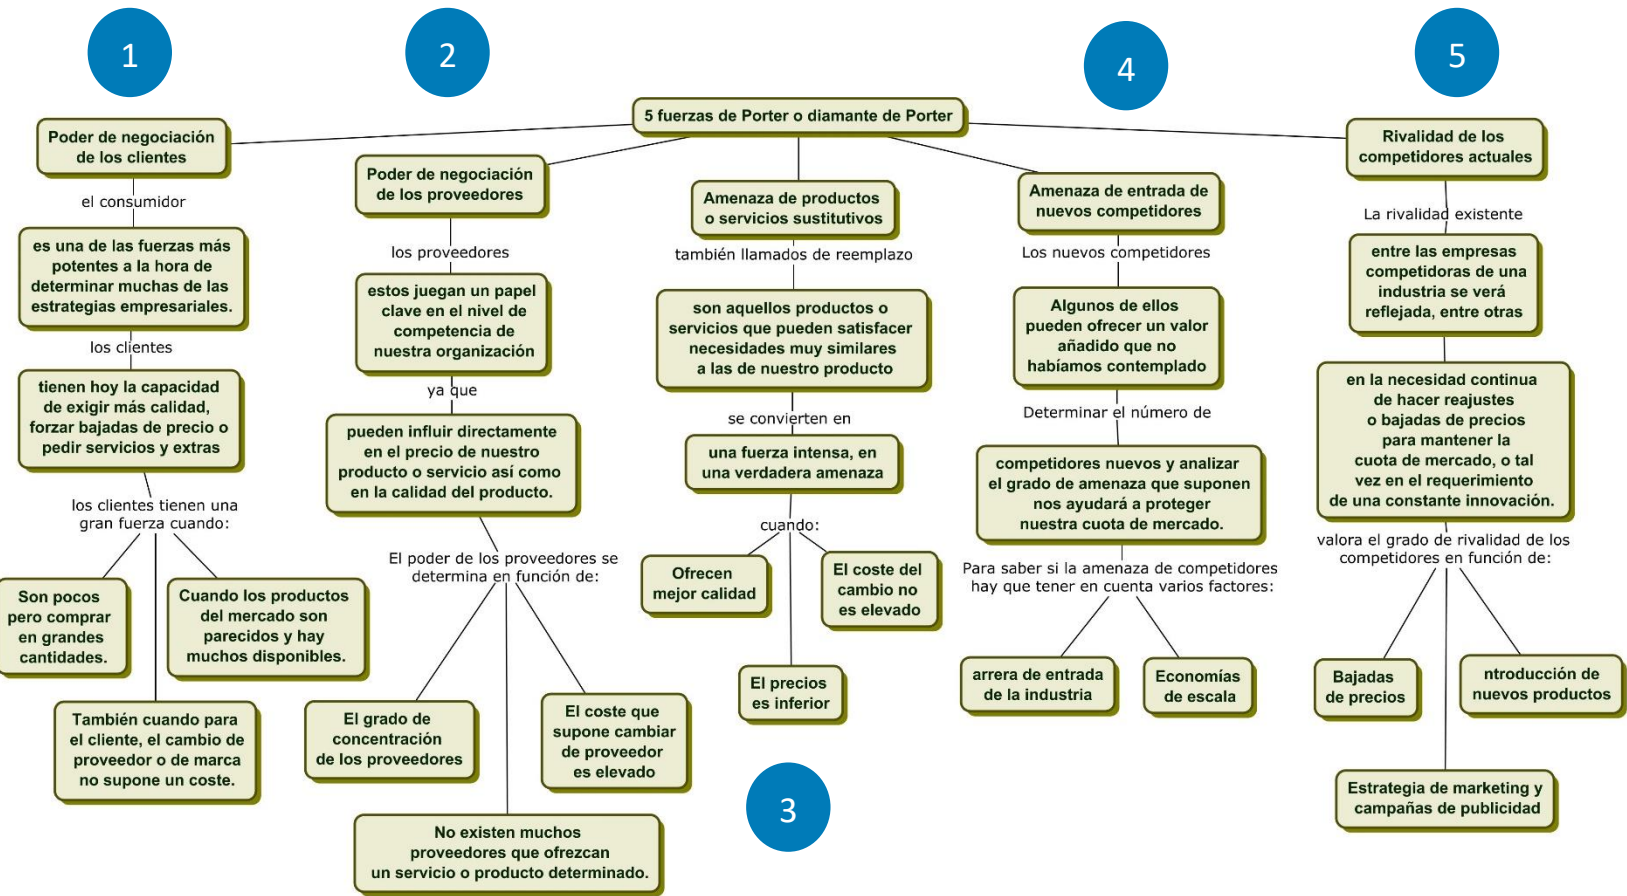 1
2
4
5
5 fuerzas de Porter o diamante de Porter
Poder de negociación
de los clientes
el consumidor
es una de las fuerzas más
potentes a la hora de
determinar muchas de las
estrategias empresariales.
los clientes
tienen hoy la capacidad
de exigir más calidad,
forzar bajadas de precio o
pedir servicios y extras
los clientes tienen una
gran fuerza cuando:
Son pocos
pero comprar
en grandes
cantidades.
Cuando los productos
del mercado son
parecidos y hay
muchos disponibles.
También cuando para
el cliente, el cambio de
proveedor o de marca
no supone un coste.
Poder de negociación
de los proveedores
los proveedores
estos juegan un papel
clave en el nivel de
competencia de
nuestra organización
ya que
pueden influir directamente
en el precio de nuestro
producto o servicio así como
en la calidad del producto.
El poder de los proveedores se
determina en función de:
El grado de
concentración
de los proveedores
El coste que
supone cambiar
de proveedor
es elevado
No existen muchos
proveedores que ofrezcan
un servicio o producto determinado.
Amenaza de productos
o servicios sustitutivos
también llamados de reemplazo
son aquellos productos o
servicios que pueden satisfacer
necesidades muy similares
a las de nuestro producto
se convierten en
una fuerza intensa, en
una verdadera amenaza
cuando:
Ofrecen
mejor calidad
El coste del
cambio no
es elevado
El precios
es inferior
3
Amenaza de entrada de
nuevos competidores
Los nuevos competidores
Algunos de ellos
pueden ofrecer un valor
añadido que no
habíamos contemplado
Determinar el número de
competidores nuevos y analizar
el grado de amenaza que suponen
nos ayudará a proteger
nuestra cuota de mercado.
Para saber si la amenaza de competidores
hay que tener en cuenta varios factores:
arrera de entrada
de la industria
Economías
de escala
Rivalidad de los
competidores actuales
La rivalidad existente
entre las empresas
competidoras de una
industria se verá
reflejada, entre otras
en la necesidad continua
de hacer reajustes
o bajadas de precios
para mantener la
cuota de mercado, o tal
vez en el requerimiento
de una constante innovación.
valora el grado de rivalidad de los
competidores en función de:
Bajadas
de precios
ntroducción de
nuevos productos
Estrategia de marketing y
campañas de publicidad